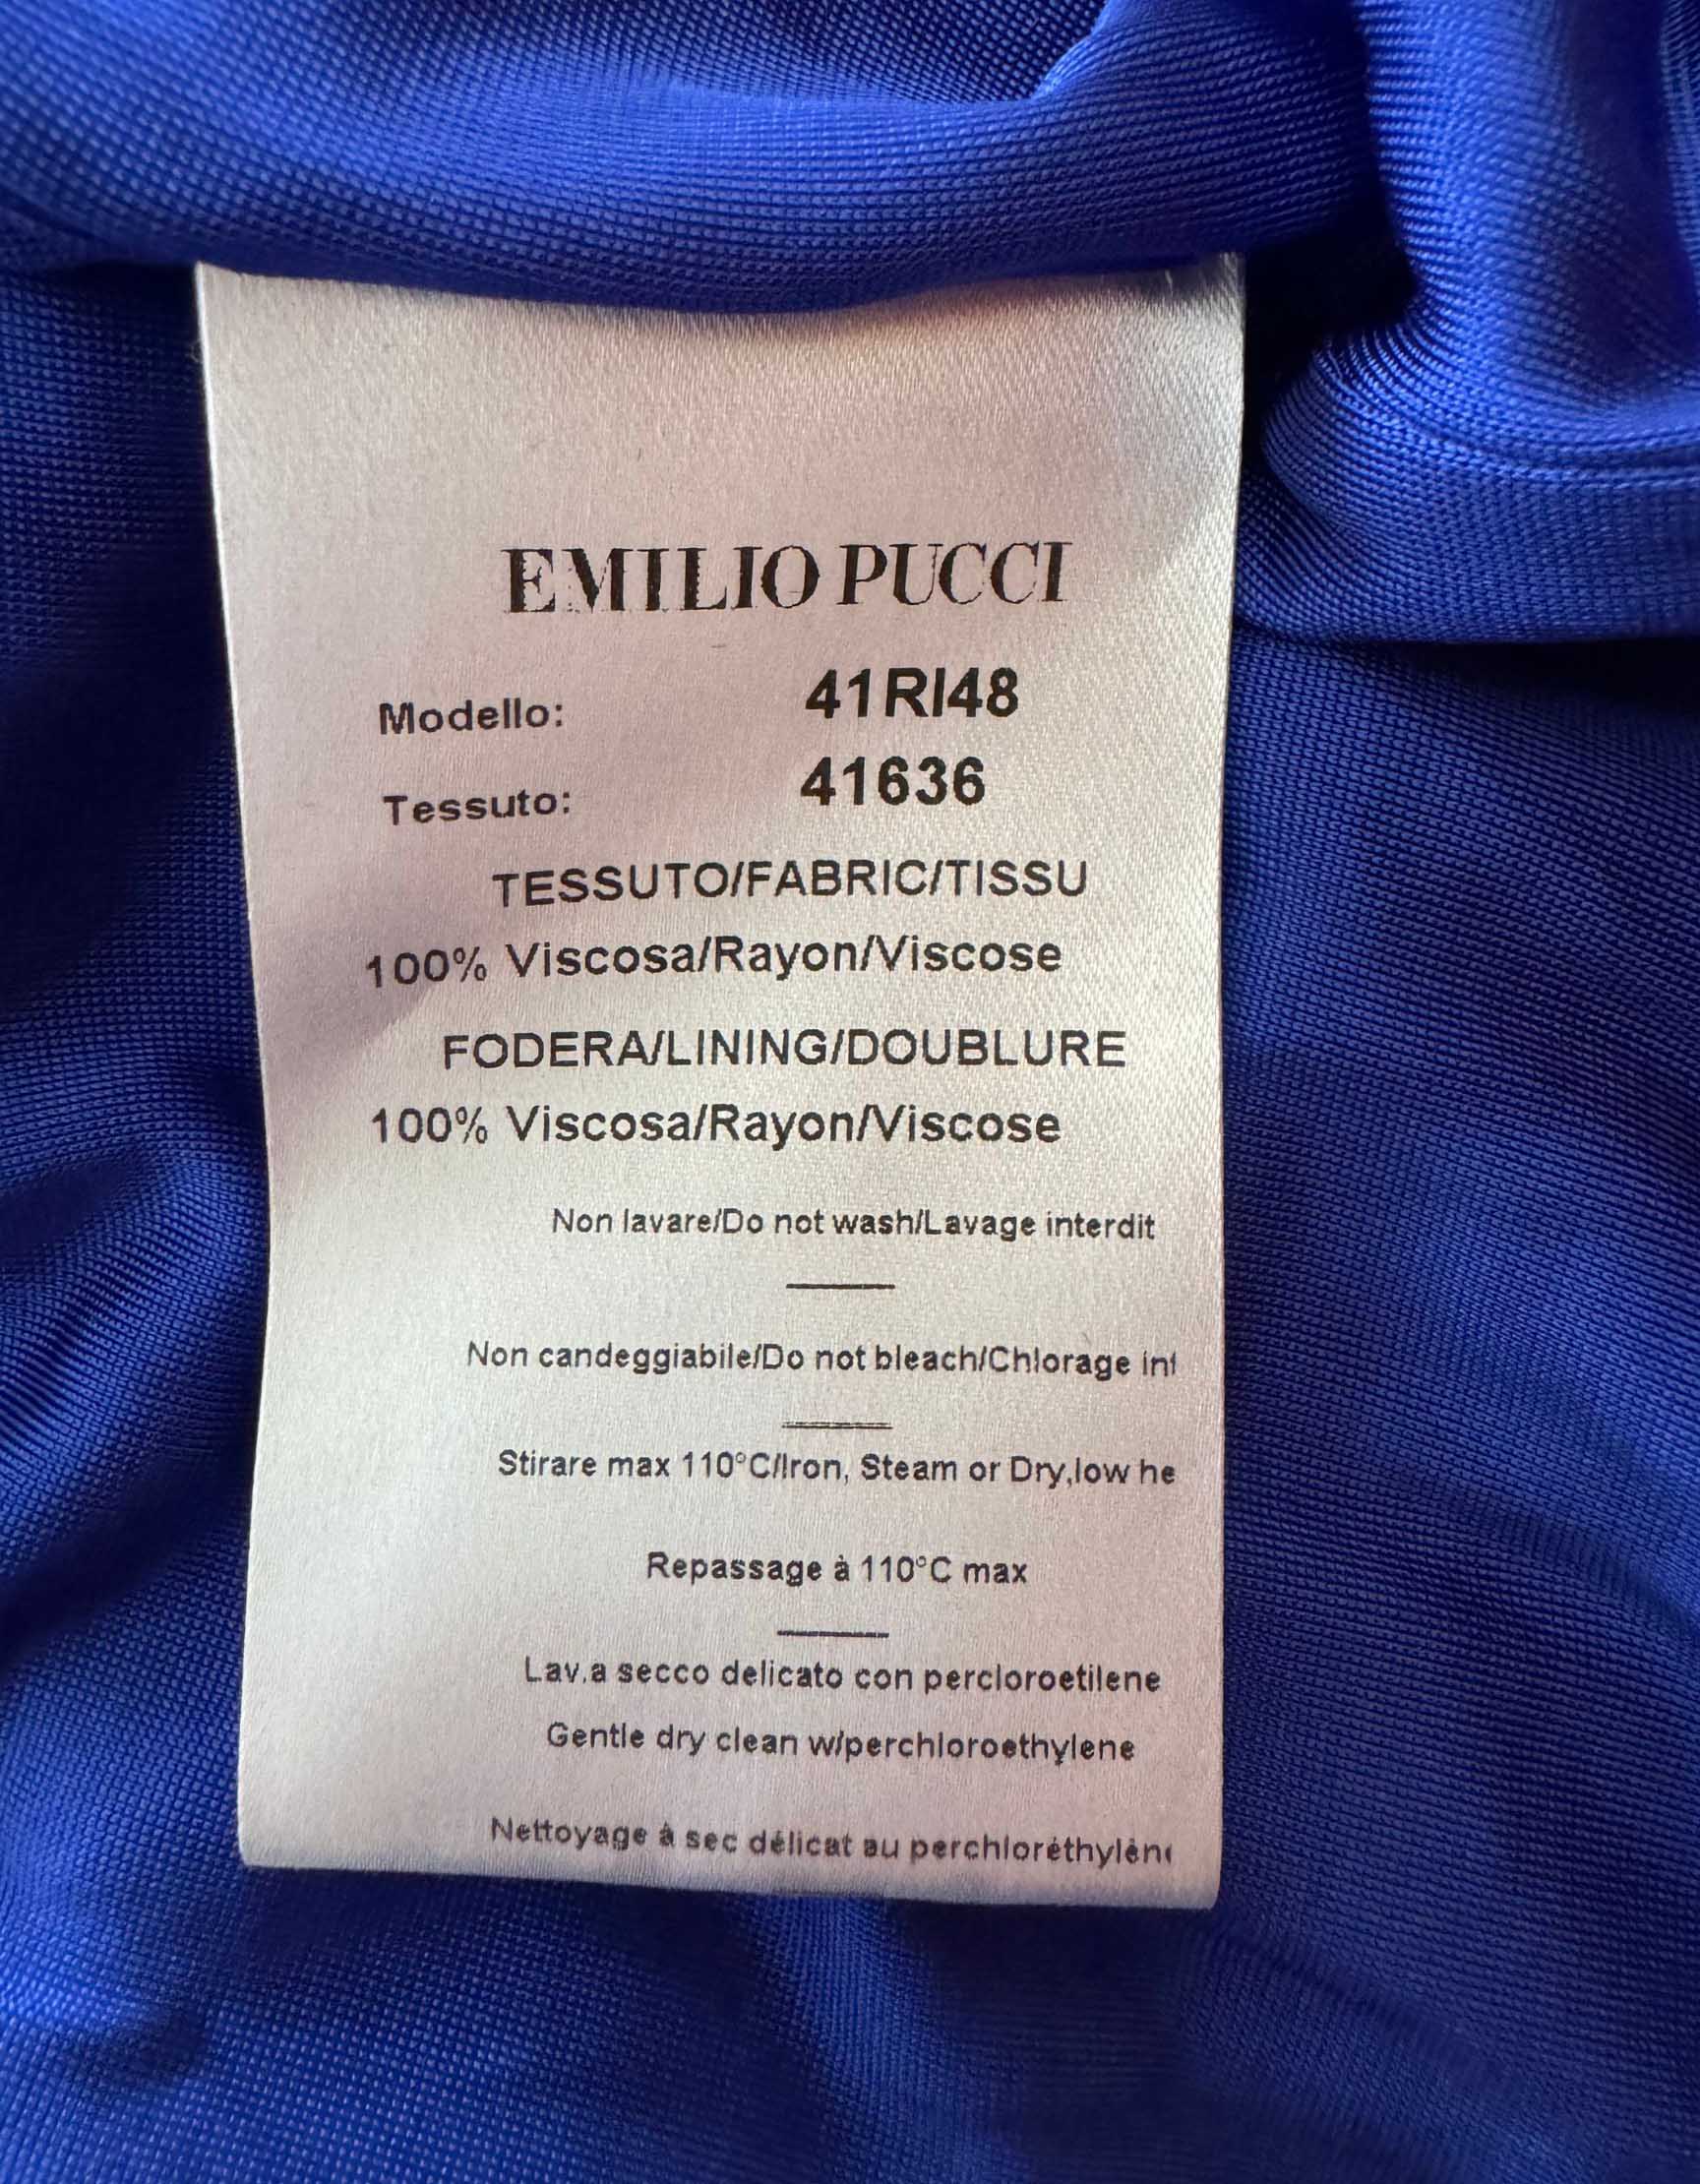 EMILIO PUCCI
Modello: 41RI48
Tessuto: 41636
TESSUTO/FABRIC/TISSU
100% Viscosa/Rayon/Viscose
FODERA/LINING/DOUBLURE
100% Viscosa/Rayon/Viscose
Non lavare/Do not wash/Lavage interdit
Non candeggiabile/Do not bleach/Chlorage int
Stirare max 110°C/Iron, Steam or Dry,low he
Repassage à 110°C max
Lav.a secco delicato con percloroetilene
Gentle dry clean w/perchloroethylene
Nettoyage à sec délicat au perchloréthylèn